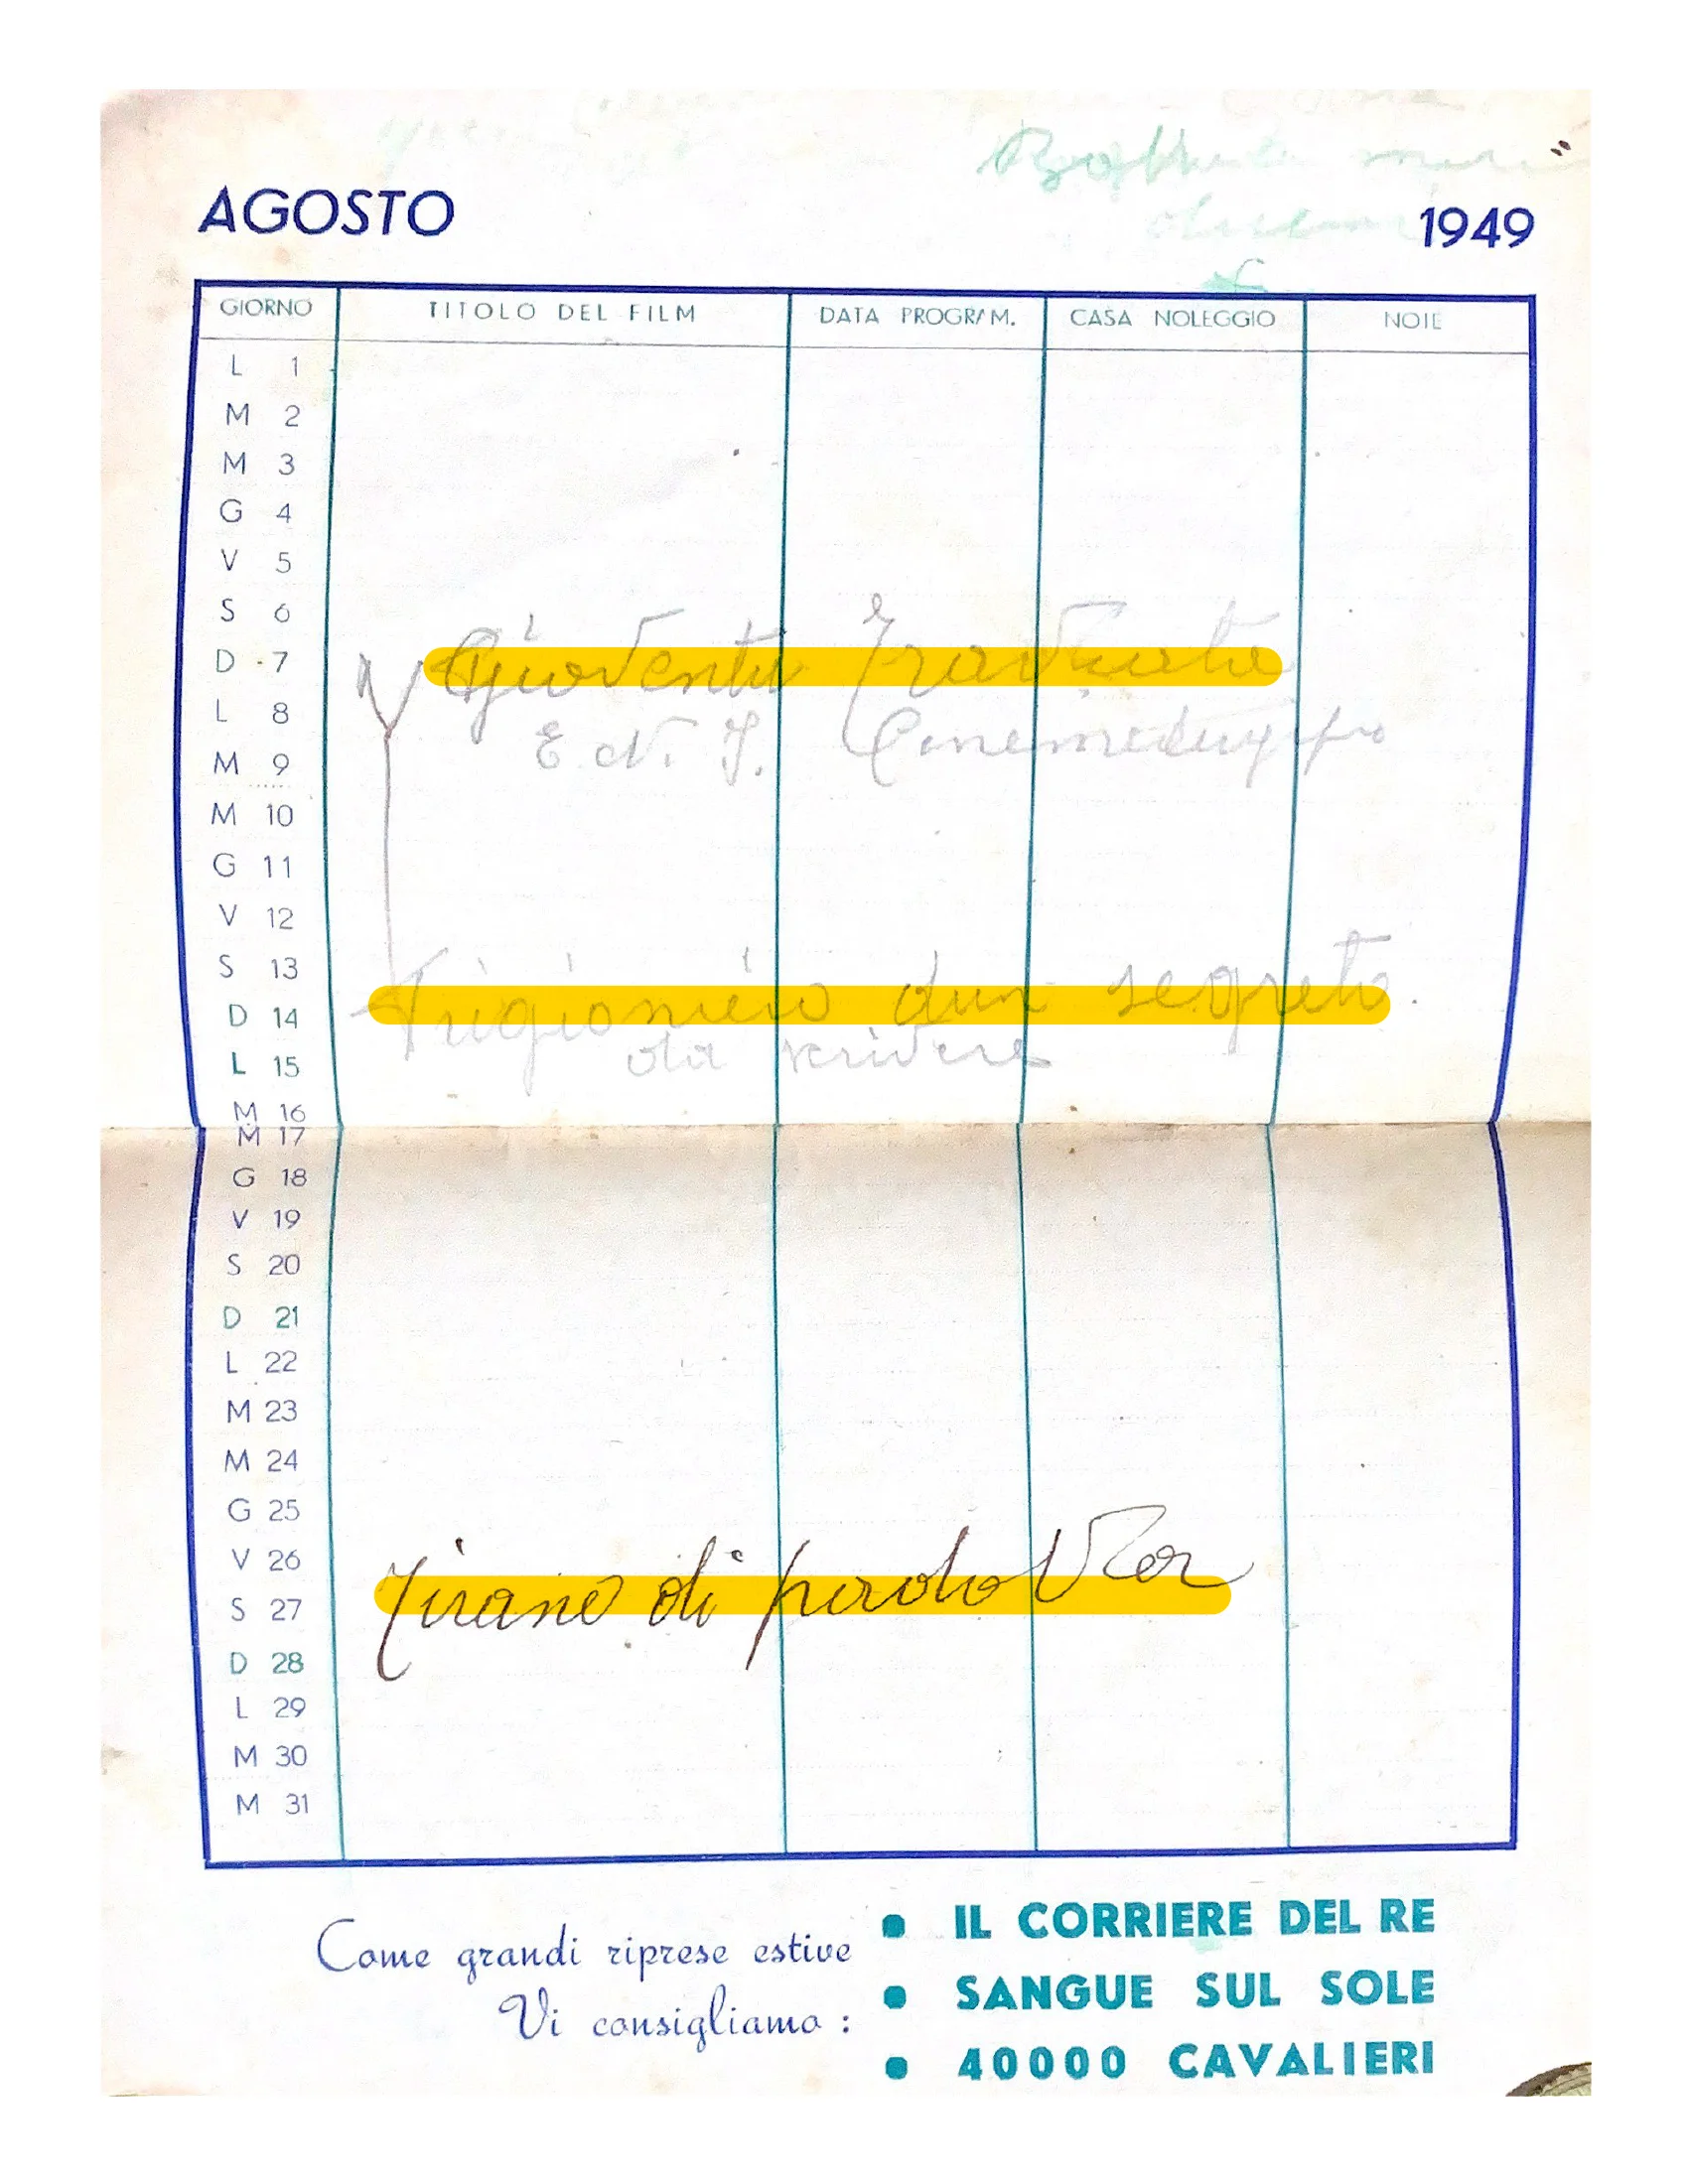 AGOSTO 1949
GIORNO TITOLO DEL FILM DATA PROGRAM. CASA NOLEGGIO NOTE
L 1
M 2
M 3
G 4
V 5
S 6
D 7 Gioventù Traviata
L 8 E. N. I. Cinematografo
M 9
M 10
G 11
V 12
S 13
D 14 Prigioniero d'un segreto.
L 15 da scrivere
M 16
M 17
G 18
V 19
S 20
D 21
L 22
M 23
M 24
G 25
V 26
S 27 Tirano di padova
D 28
L 29
M 30
M 31
Come grandi riprese estive
Vi consigliamo:
• IL CORRIERE DEL RE
• SANGUE SUL SOLE
• 40000 CAVALIERI